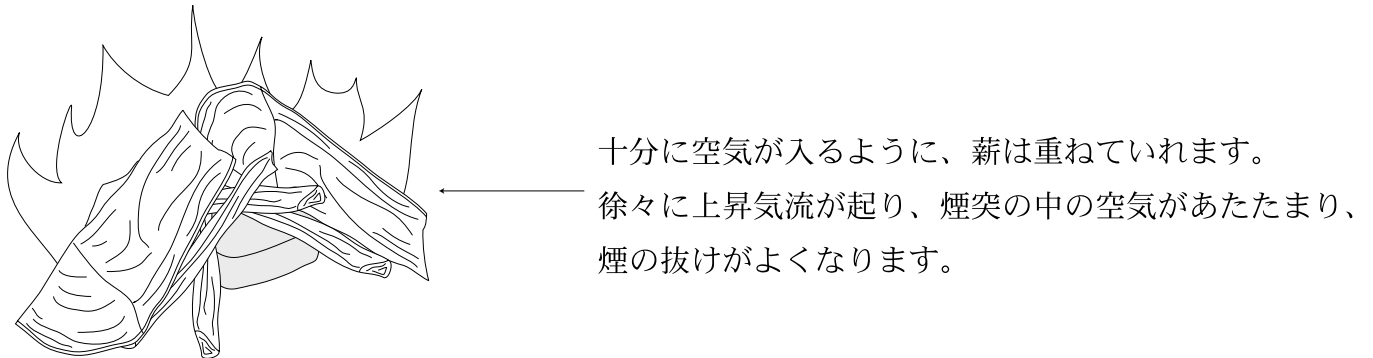 十分に空気が入るように、薪は重ねていれます。
徐々に上昇気流が起り、煙突の中の空気があたたまり、
煙の抜けがよくなります。